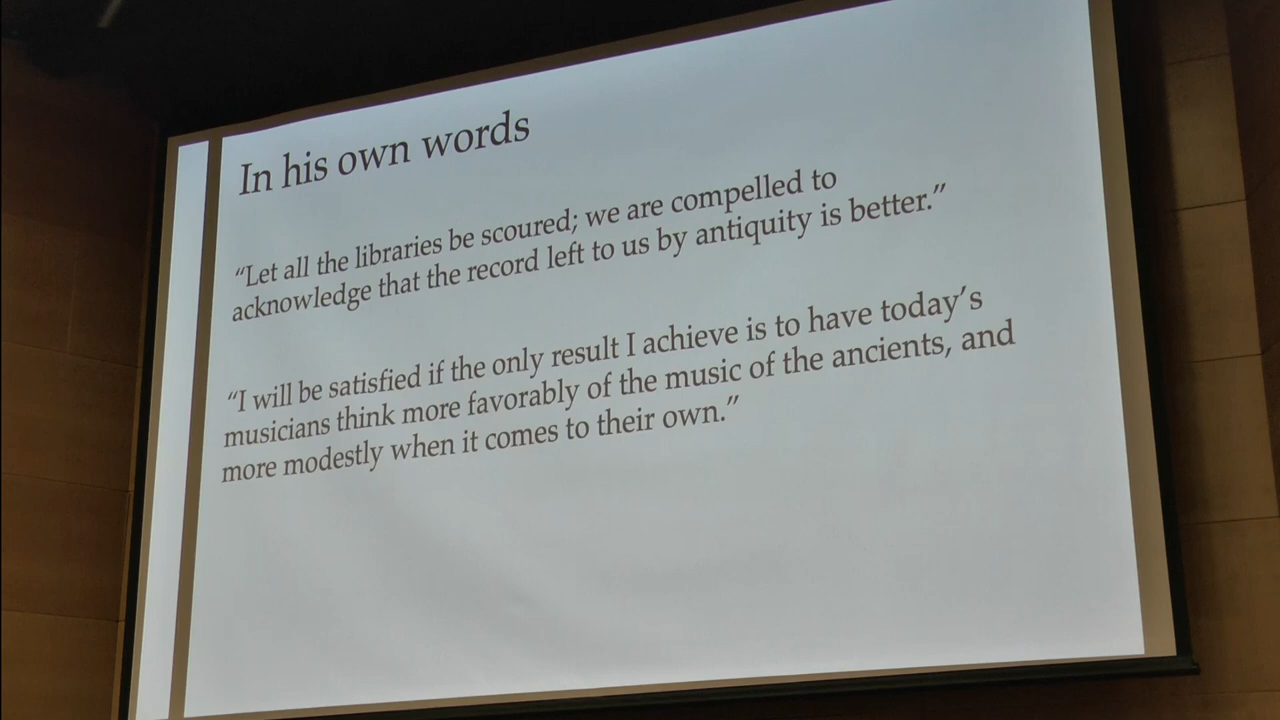 In his own words
“Let all the libraries be scoured; we are compelled to
acknowledge that the record left to us by antiquity is better.”
“I will be satisfied if the only result I achieve is to have today’s
musicians think more favorably of the music of the ancients, and
more modestly when it comes to their own.”